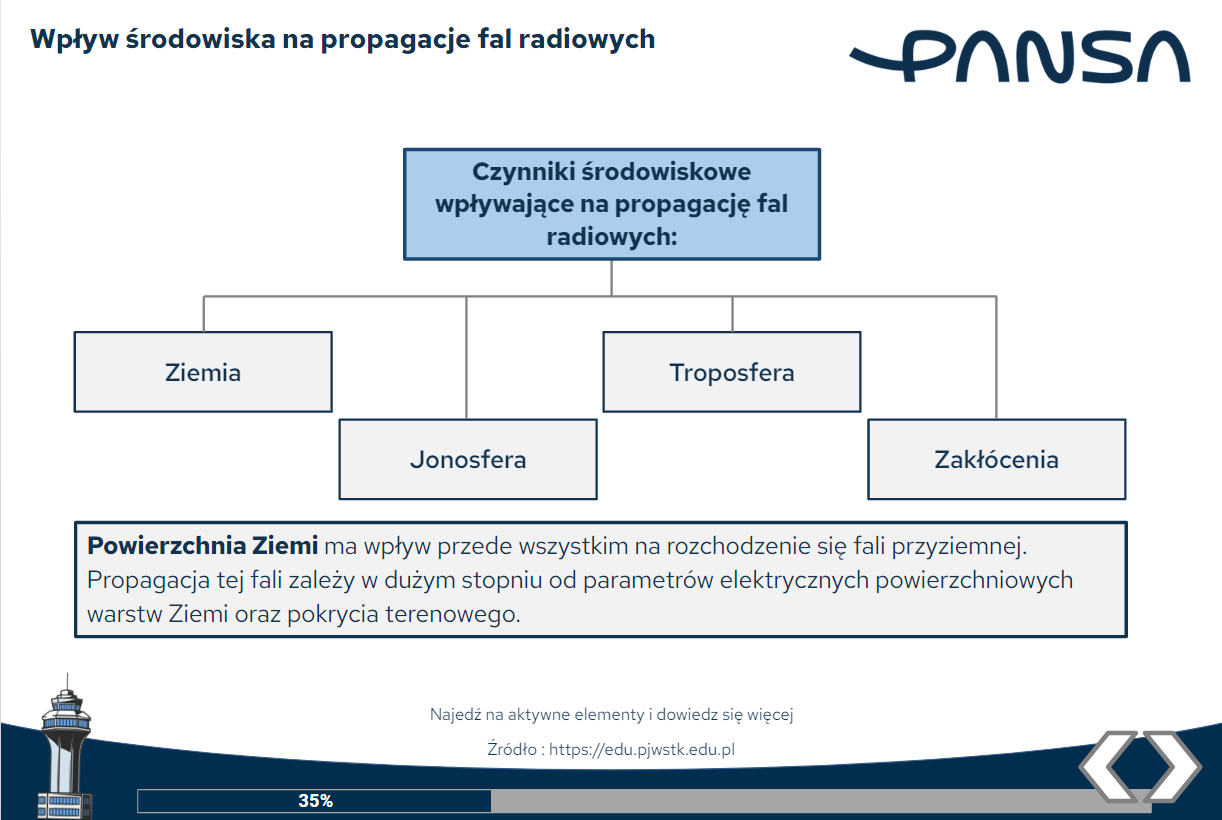 Wpływ środowiska na propagacje fal radiowych
PANSA
Czynniki środowiskowe
wpływające na propagację fal
radiowych:
Ziemia
Troposfera
Jonosfera
Zakłócenia
Powierzchnia Ziemi ma wpływ przede wszystkim na rozchodzenie się fali przyziemnej.
Propagacja tej fali zależy w dużym stopniu od parametrów elektrycznych powierzchniowych
warstw Ziemi oraz pokrycia terenowego.
Najedź na aktywne elementy i dowiedz się więcej
Źródło : https://edu.pjwstk.edu.pl
35%